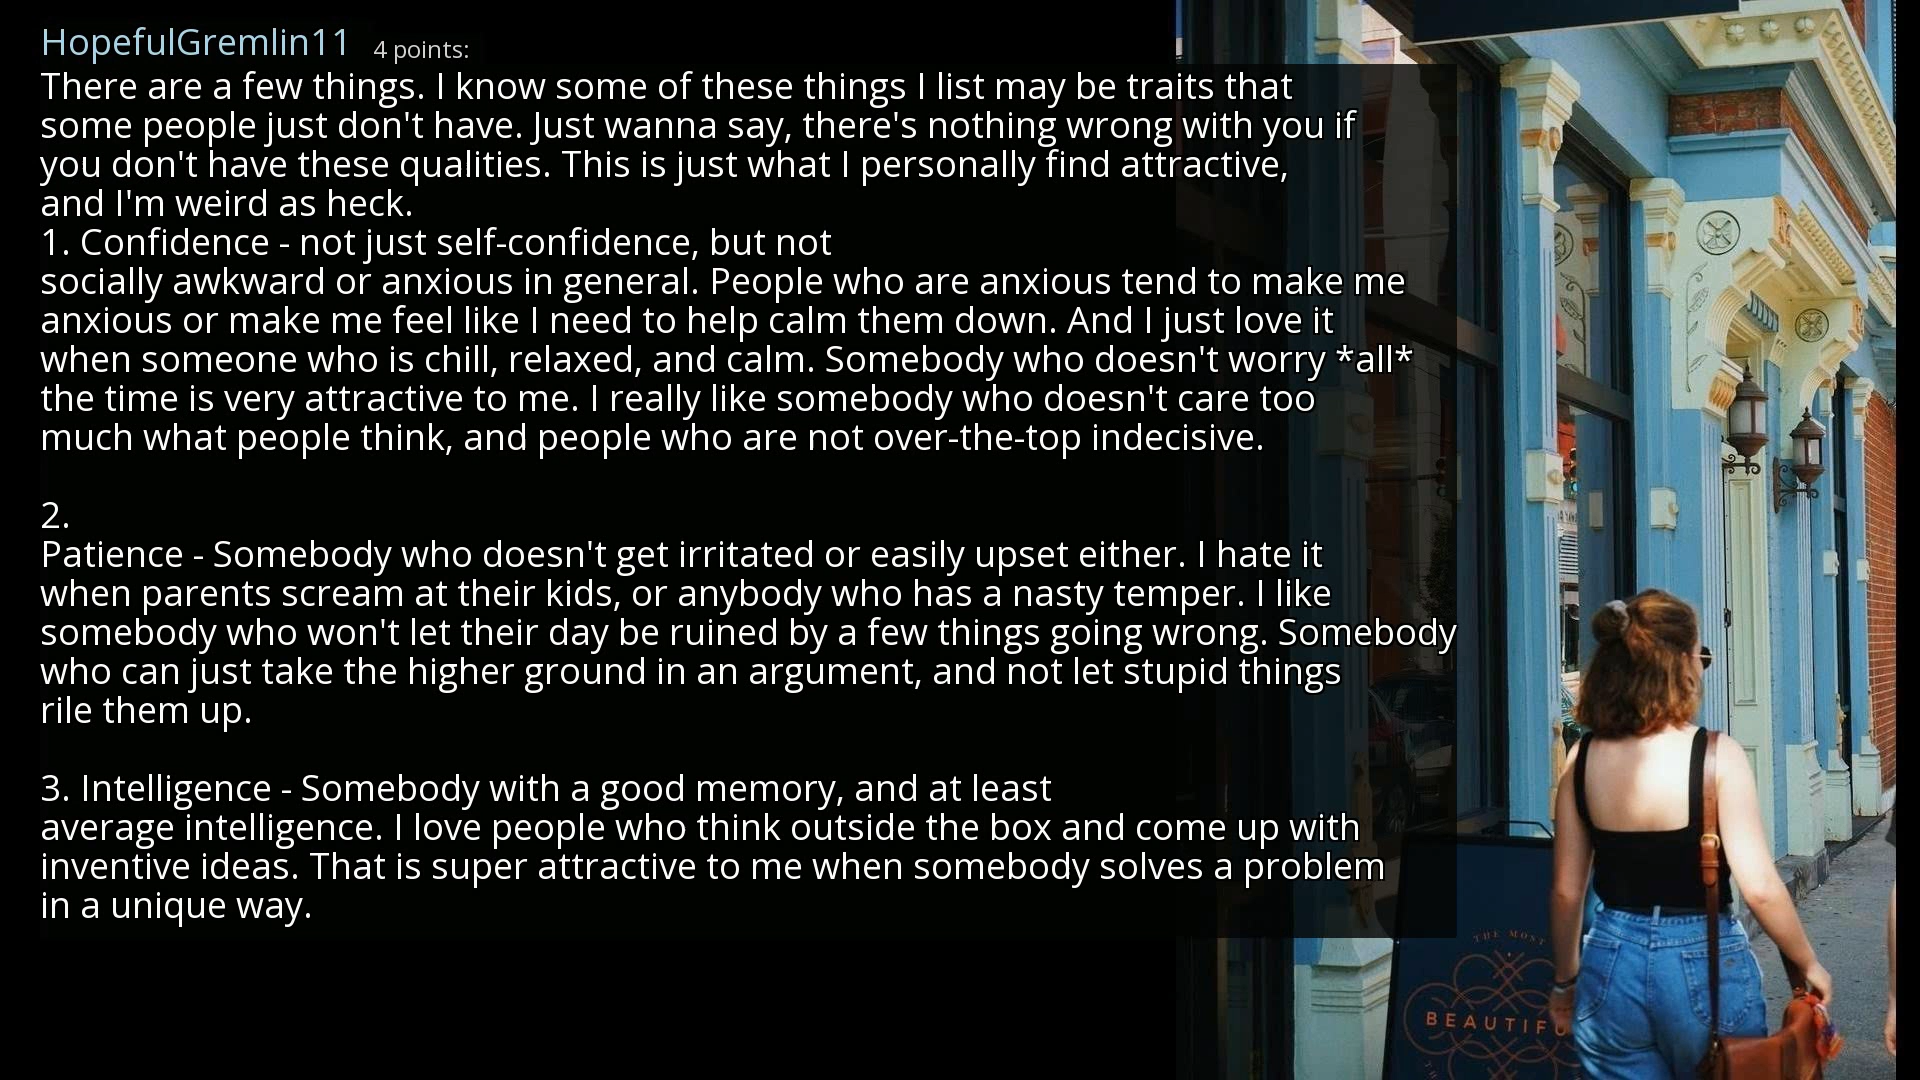 HopefulGremlin11 4 points:
There are a few things. I know some of these things I list may be traits that
some people just don't have. Just wanna say, there's nothing wrong with you if
you don't have these qualities. This is just what I personally find attractive,
and I'm weird as heck.
1. Confidence - not just self-confidence, but not
socially awkward or anxious in general. People who are anxious tend to make me
anxious or make me feel like I need to help calm them down. And I just love it
when someone who is chill, relaxed, and calm. Somebody who doesn't worry *all*
the time is very attractive to me. I really like somebody who doesn't care too
much what people think, and people who are not over-the-top indecisive.
2.
Patience - Somebody who doesn't get irritated or easily upset either. I hate it
when parents scream at their kids, or anybody who has a nasty temper. I like
somebody who won't let their day be ruined by a few things going wrong. Somebody
who can just take the higher ground in an argument, and not let stupid things
rile them up.
3. Intelligence - Somebody with a good memory, and at least
average intelligence. I love people who think outside the box and come up with
inventive ideas. That is super attractive to me when somebody solves a problem
in a unique way.
THE MOST
BEAUTIFU